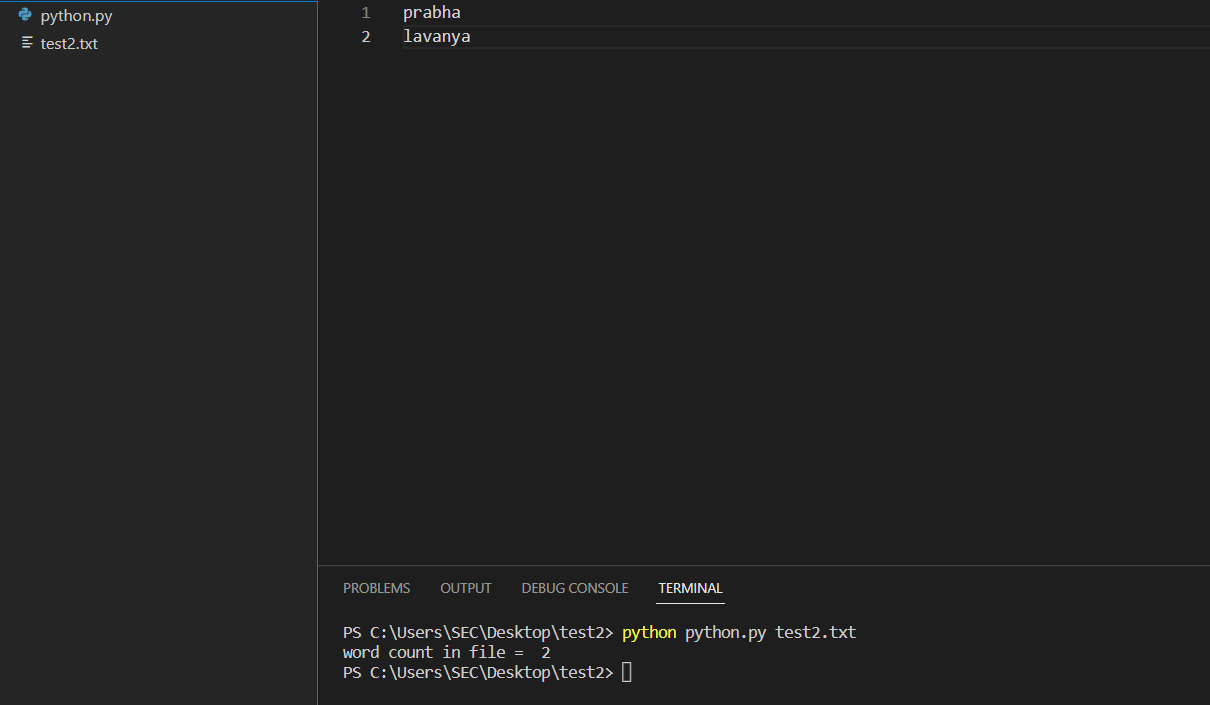 python.py
test2.txt
1 prabha
2 lavanya
PROBLEMS OUTPUT DEBUG CONSOLE TERMINAL
PS C:\Users\SEC\Desktop\test2> python python.py test2.txt
word count in file =  2
PS C:\Users\SEC\Desktop\test2>